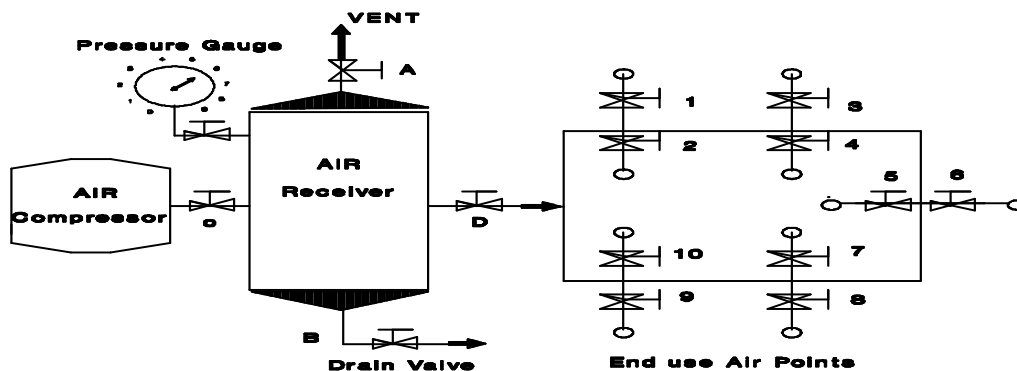 VENT
Pressure Gauge
A
1
3
2
4
AIR
Receiver
5
6
AIR
Compressor
C
D
10
7
9
8
B
Drain Valve
End use Air Points